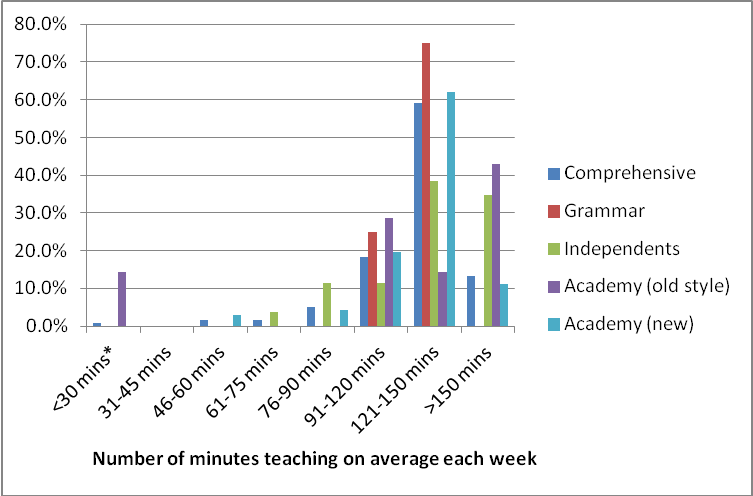 80.0%
70.0%
60.0%
50.0%
40.0%
30.0%
20.0%
10.0%
0.0%
<30 mins*
31-45 mins
46-60 mins
61-75 mins
76-90 mins
91-120 mins
121-150 mins
>150 mins
Number of minutes teaching on average each week
Comprehensive
Grammar
Independents
Academy (old style)
Academy (new)